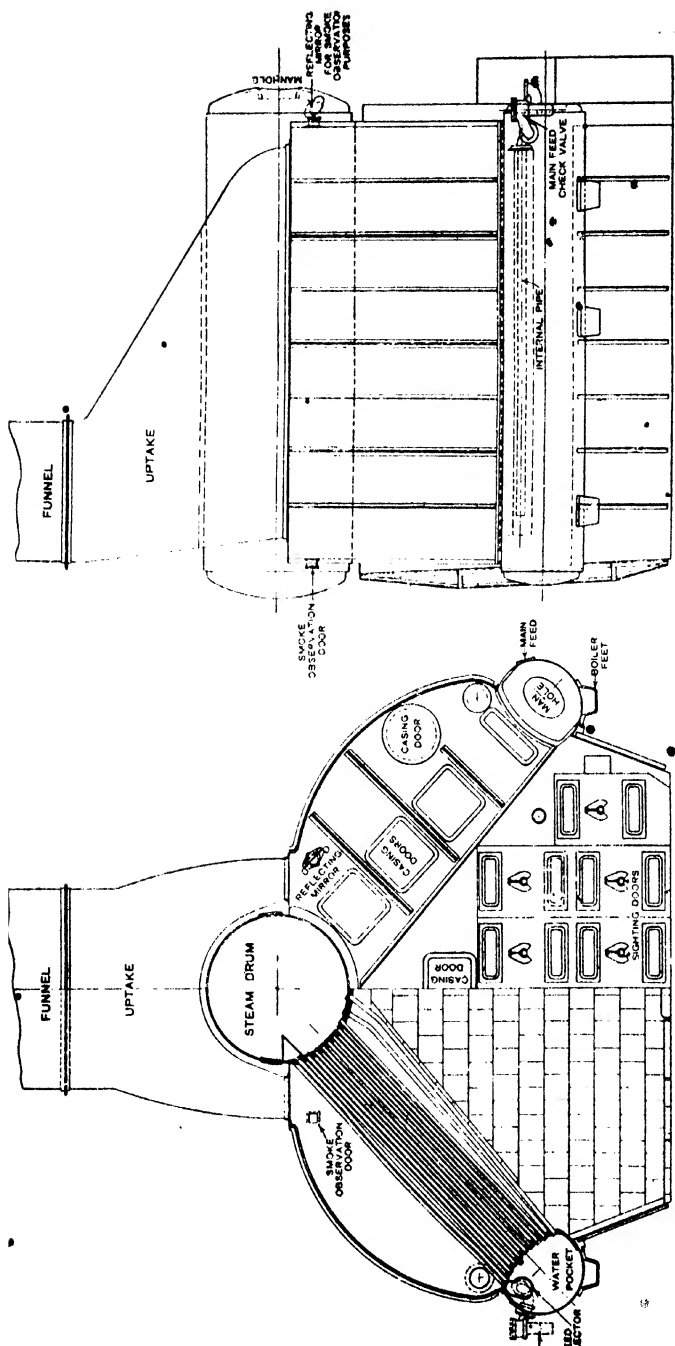 FUNNEL
UPTAKE
MANHOLE
REFLECTING
MIRROR
FOR SMOKE
OBSERVATION
PURPOSES
MAIN FEED
CHECK VALVE
INTERNAL PIPE
SMOKE
OBSERVATION
DOOR
FUNNEL
UPTAKE
STEAM DRUM
REFLECTING
MIRROR
CASING
DOORS
CASING
DOOR
MAIN
FEED
MAN
HOLE
BOILER
FEET
CASING
DOOR
SIGHTING DOORS
SMOKE
OBSERVATION
DOOR
WATER
POCKET